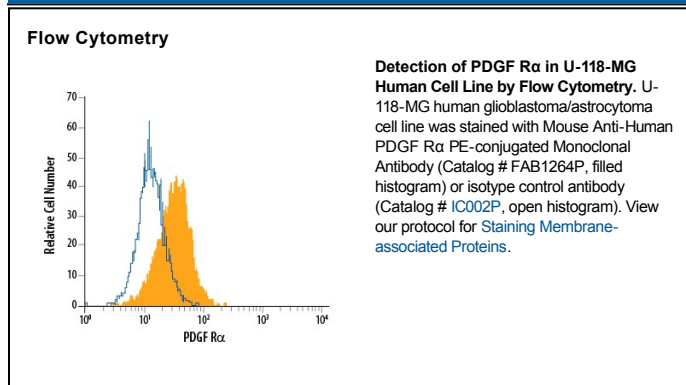 Flow Cytometry
Detection of PDGF Rα in U-118-MG
Human Cell Line by Flow Cytometry. U-
118-MG human glioblastoma/astrocytoma
cell line was stained with Mouse Anti-Human
PDGF Rα PE-conjugated Monoclonal
Antibody (Catalog # FAB1264P, filled
histogram) or isotype control antibody
(Catalog # IC002P, open histogram). View
our protocol for Staining Membrane-
associated Proteins.
Relative Cell Number
70
60
50
40
30
20
10
0
10⁰ 10¹ 10² 10³ 10⁴
PDGF Rα